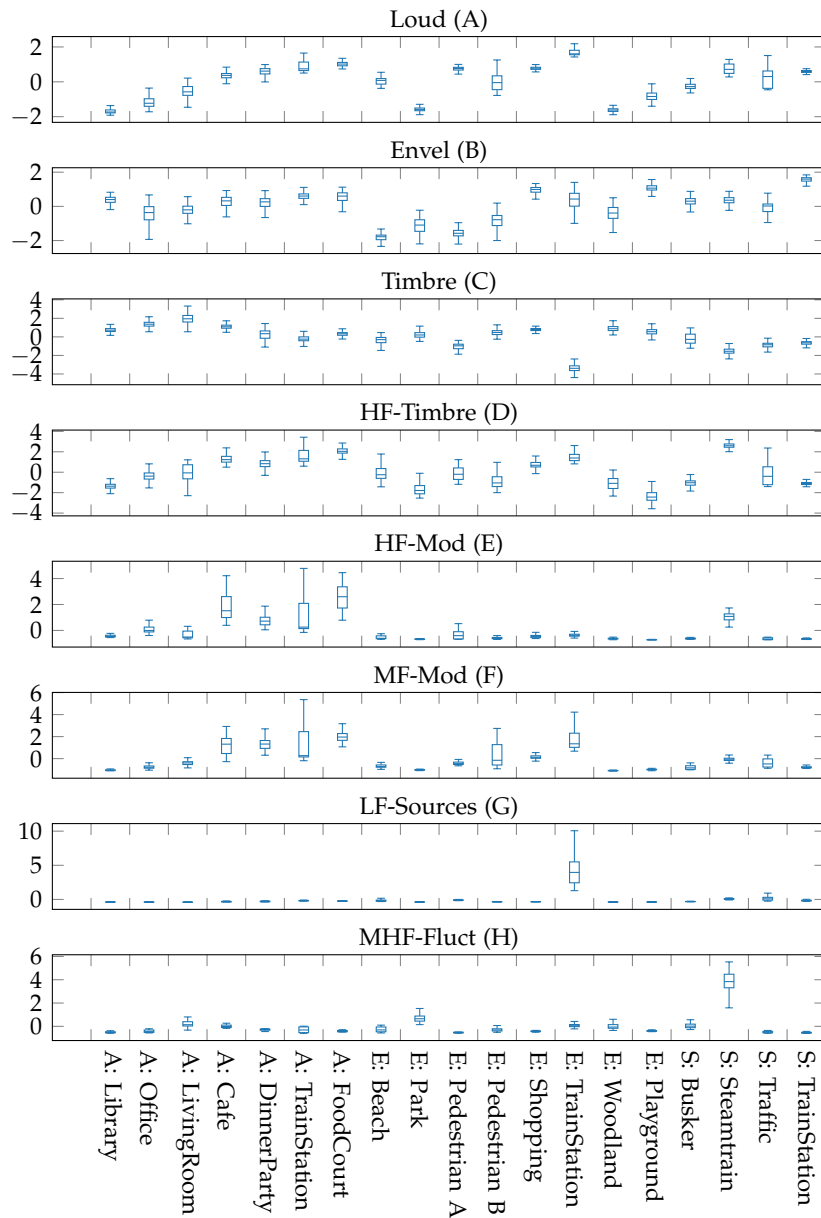 Loud (A)
2
0
−2
Envel (B)
2
0
−2
Timbre (C)
4
2
0
−2
−4
HF-Timbre (D)
4
2
0
−2
−4
HF-Mod (E)
4
2
0
MF-Mod (F)
6
4
2
0
LF-Sources (G)
10
5
0
MHF-Fluct (H)
6
4
2
0
A: Library
A: Office
A: LivingRoom
A: Cafe
A: DinnerParty
A: TrainStation
A: FoodCourt
E: Beach
E: Park
E: Pedestrian A
E: Pedestrian B
E: Shopping
E: TrainStation
E: Woodland
E: Playground
S: Busker
S: Steamtrain
S: Traffic
S: TrainStation